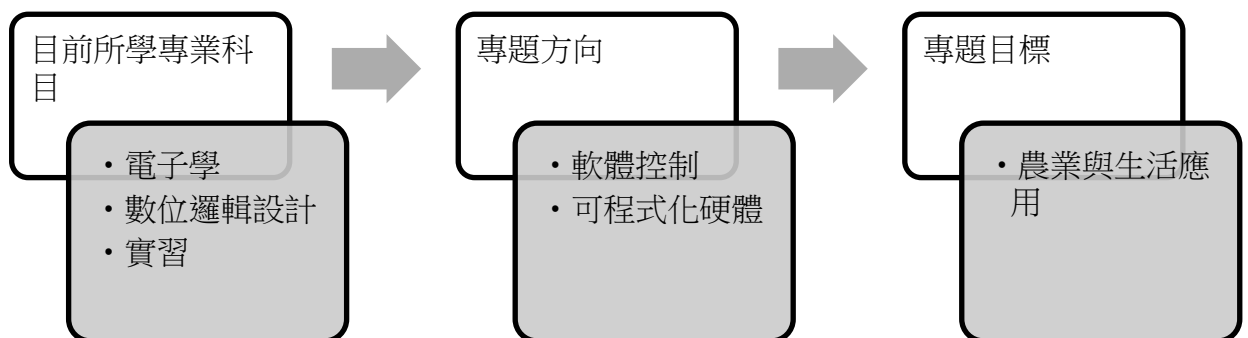 目前所學專業科
目
・電子學
・數位邏輯設計
・實習
專題方向
・軟體控制
・可程式化硬體
專題目標
・農業與生活應
用